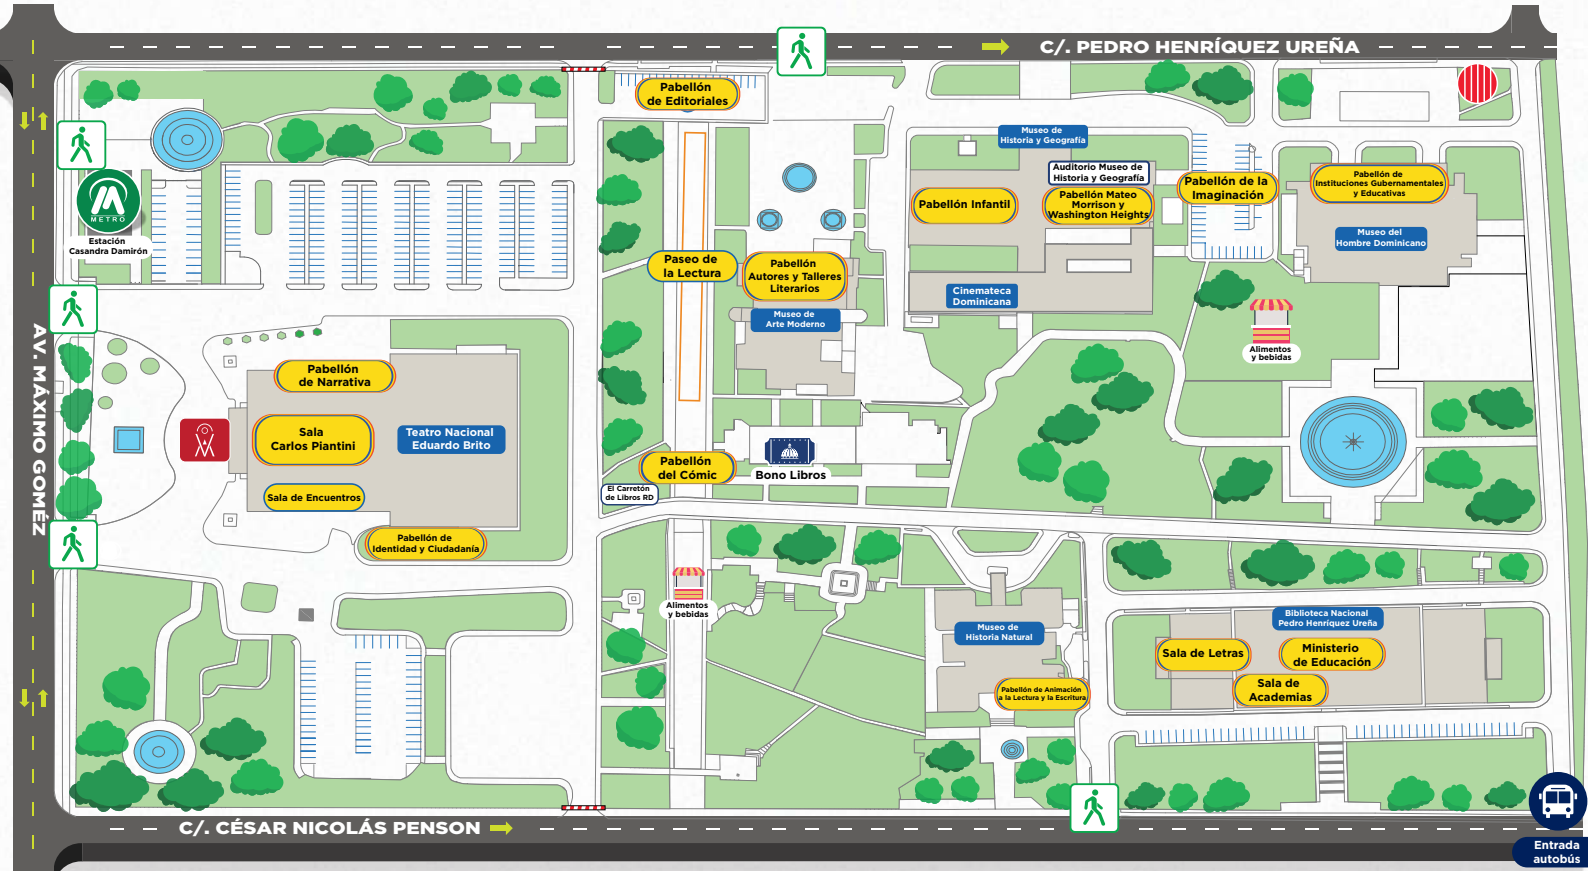 C/. PEDRO HENRÍQUEZ UREÑA
Pabellón
de Editoriales
Museo de
Historia y Geografía
Auditorio Museo de
Historia y Geografía
Pabellón Infantil
Pabellón Mateo
Morrison y
Washington Heights
Pabellón de la
Imaginación
Pabellón de
Instituciones Gubernamentales
y Educativas
Museo del
Hombre Dominicano
METRO
Estación
Casandra Damirón
Paseo de
la Lectura
Pabellón
Autores y Talleres
Literarios
Museo de
Arte Moderno
Cinemateca
Dominicana
Alimentos
y bebidas
AV. MÁXIMO GOMÉZ
Pabellón
de Narrativa
Sala
Carlos Piantini
Teatro Nacional
Eduardo Brito
Sala de Encuentros
Pabellón de
Identidad y Ciudadanía
Pabellón
del Cómic
El Carretón
de Libros RD
Bono Libros
Alimentos
y bebidas
Museo de
Historia Natural
Pabellón de Animación
a la Lectura y la Escritura
Biblioteca Nacional
Pedro Henríquez Ureña
Sala de Letras
Ministerio
de Educación
Sala de
Academias
C/. CÉSAR NICOLÁS PENSON
Entrada
autobús